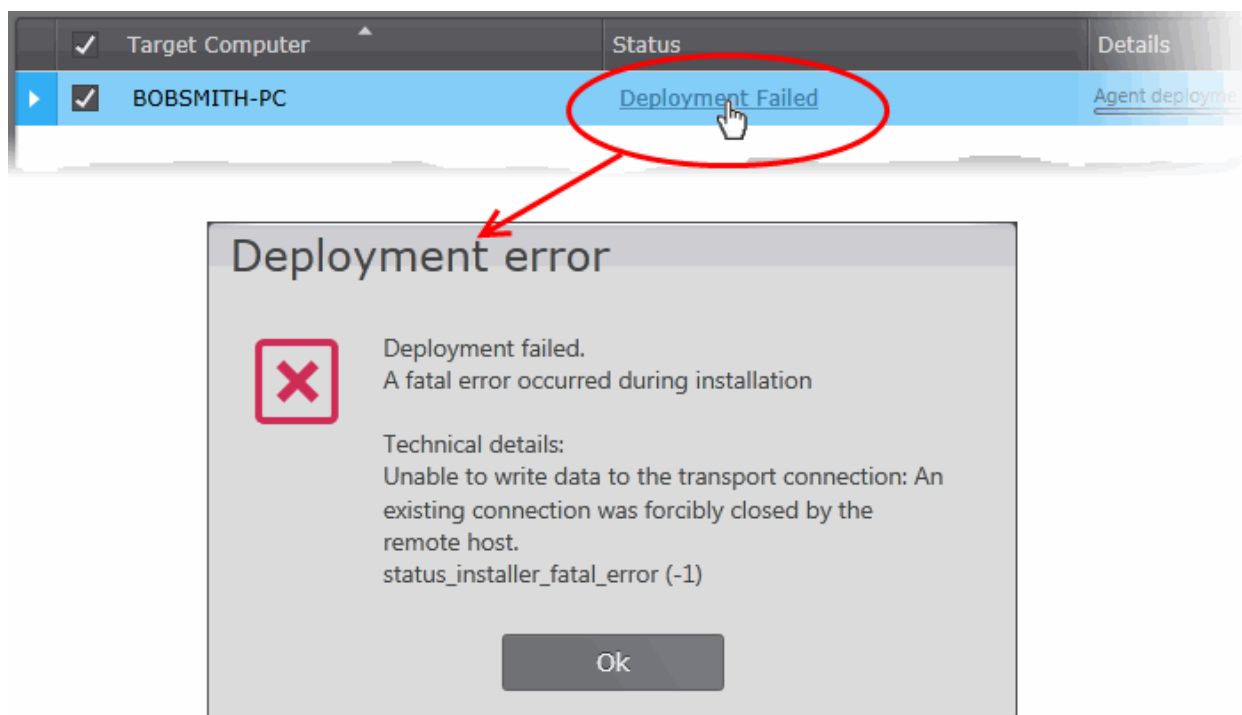 Target Computer Status Details
BOBSMITH-PC Deployment Failed Agent
Deployment error
Deployment failed.
A fatal error occurred during installation
Technical details:
Unable to write data to the transport connection: An
existing connection was forcibly closed by the
remote host.
status_installer_fatal_error (-1)
Ok